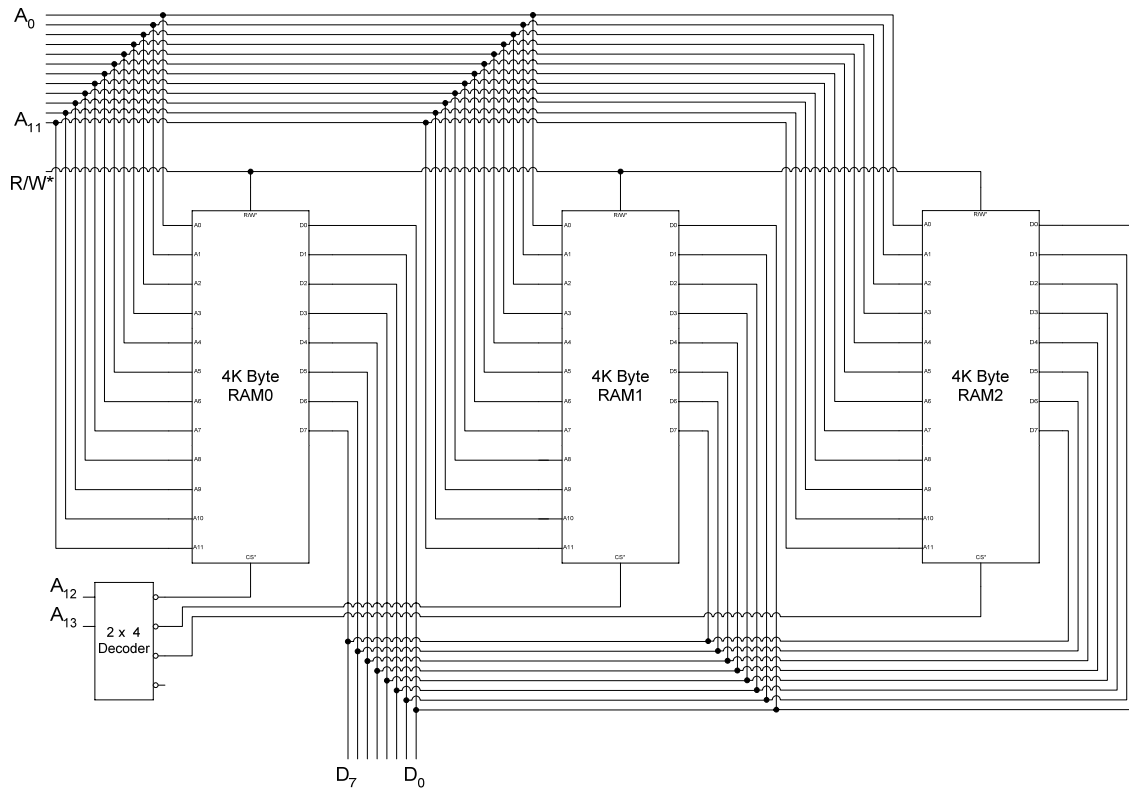 A0
A11
R/W*
R/W*
A0
A1
A2
A3
A4
A5
A6
A7
A8
A9
A10
A11
D0
D1
D2
D3
D4
D5
D6
D7
4K Byte
RAM0
CS*
R/W*
A0
A1
A2
A3
A4
A5
A6
A7
A8
A9
A10
A11
D0
D1
D2
D3
D4
D5
D6
D7
4K Byte
RAM1
CS*
R/W*
A0
A1
A2
A3
A4
A5
A6
A7
A8
A9
A10
A11
D0
D1
D2
D3
D4
D5
D6
D7
4K Byte
RAM2
CS*
A12
A13
2 x 4
Decoder
D7
D0